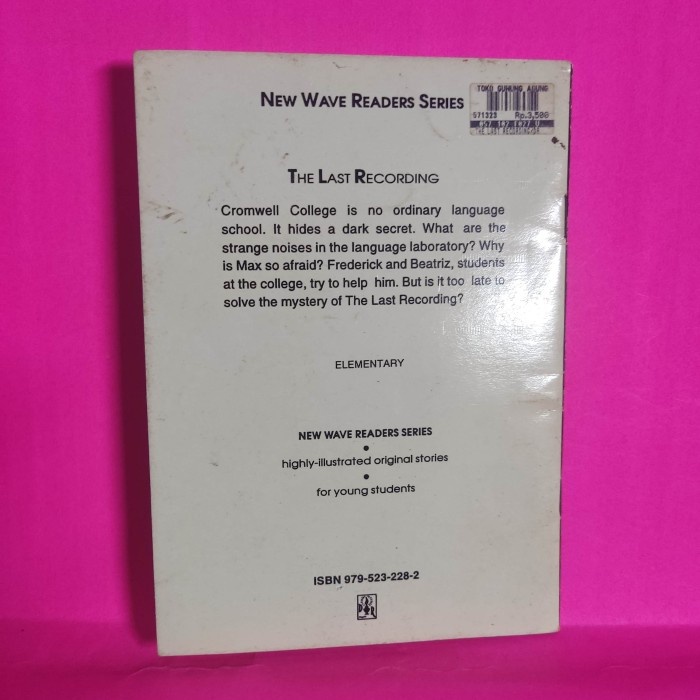 NEW WAVE READERS SERIES
TOKO GUNUNG AGUNG
971223 Rp.3,500
THE LAST RECORDING
THE LAST RECORDING
Cromwell College is no ordinary language
school. It hides a dark secret. What are the
strange noises in the language laboratory? Why
is Max so afraid? Frederick and Beatriz, students
at the college, try to help him. But is it too late to
solve the mystery of The Last Recording?
ELEMENTARY
NEW WAVE READERS SERIES
•
highly-illustrated original stories
•
for young students
ISBN 979-523-228-2